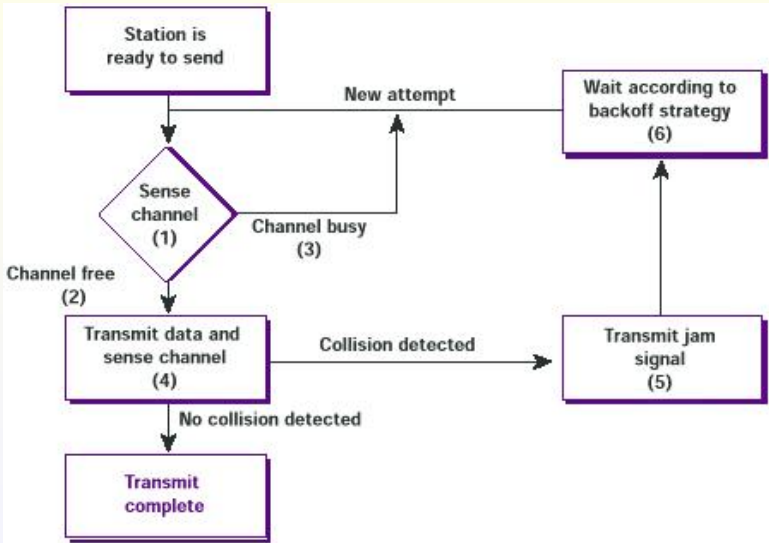 Station is
ready to send
New attempt
Wait according to
backoff strategy
(6)
Sense
channel
(1)
Channel busy
(3)
Channel free
(2)
Transmit data and
sense channel
(4)
Collision detected
Transmit jam
signal
(5)
No collision detected
Transmit
complete